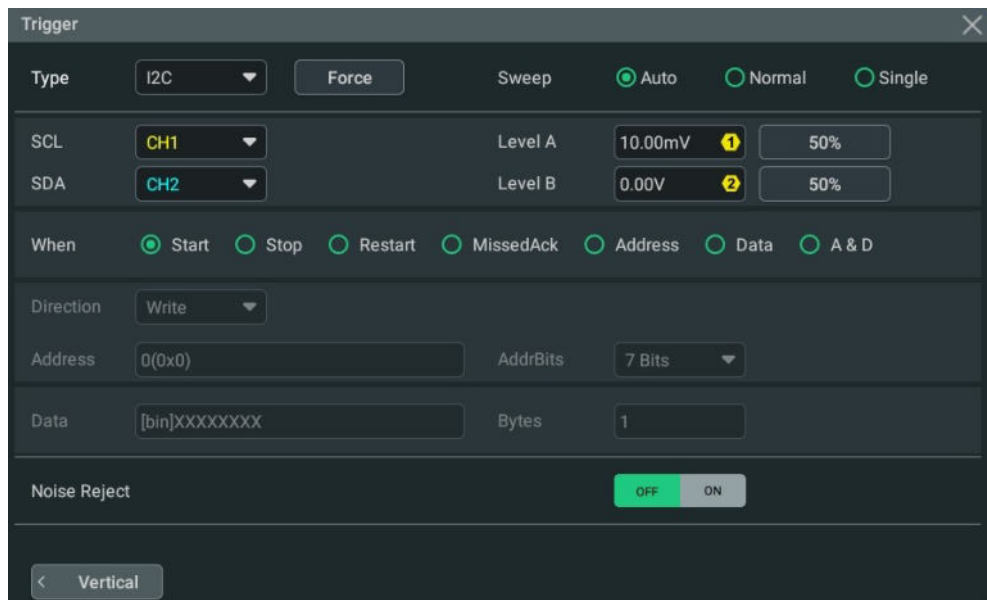 Trigger
Type I2C Force Sweep Auto Normal Single
SCL CH1 Level A 10.00mV 1 50%
SDA CH2 Level B 0.00V 2 50%
When Start Stop Restart MissedAck Address Data A & D
Direction Write
Address 0(0x0) AddrBits 7 Bits
Data [bin]XXXXXXXX Bytes 1
Noise Reject OFF ON
< Vertical